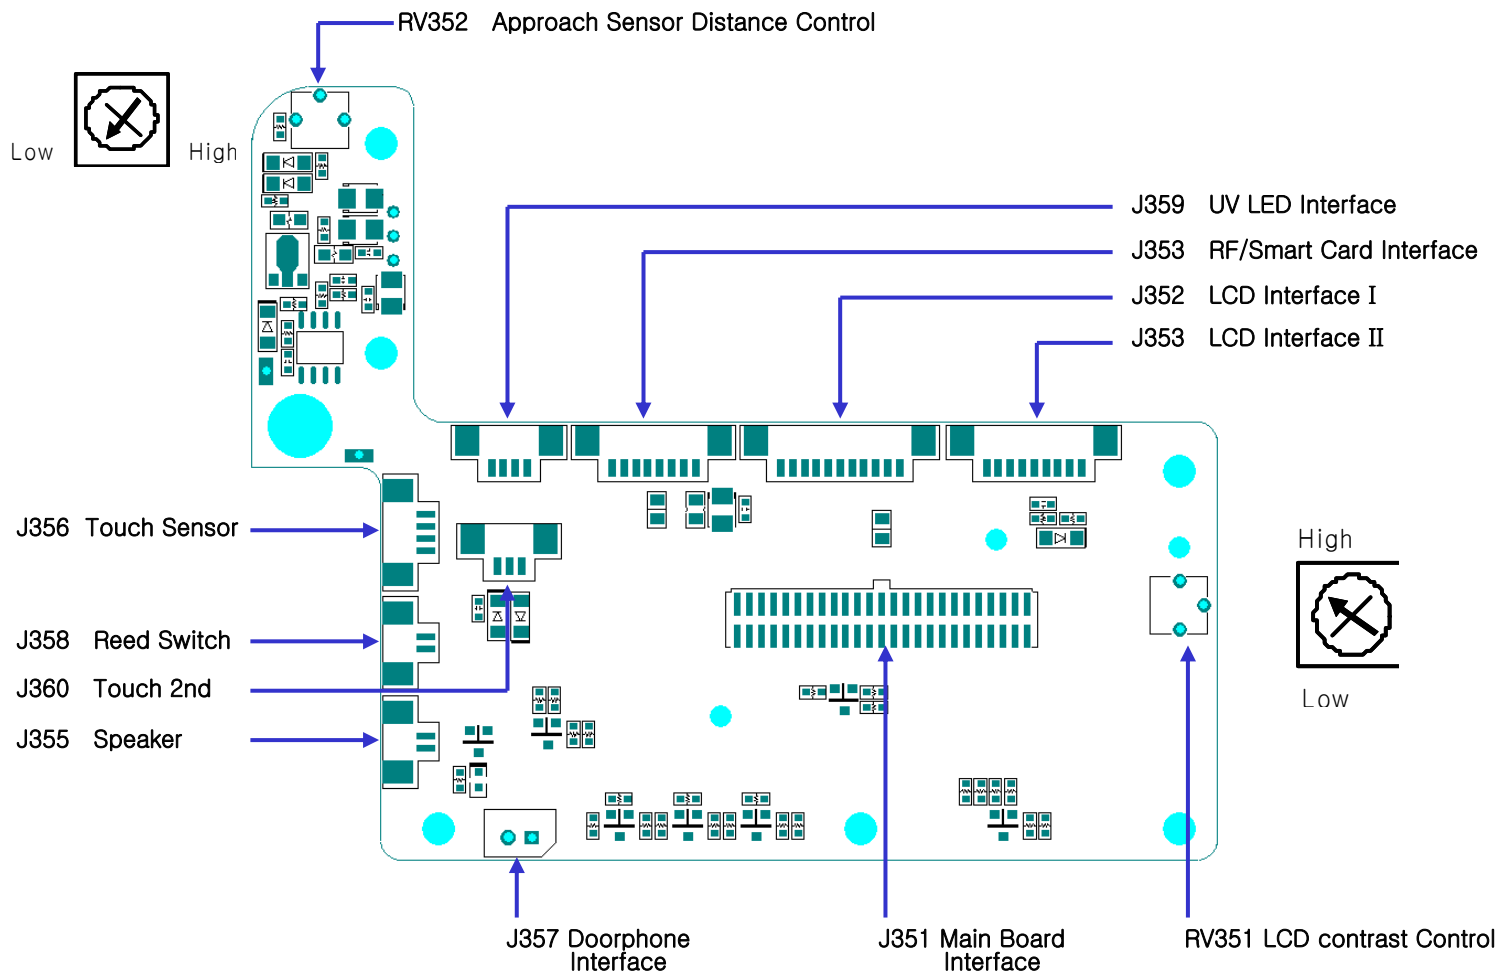 RV352 Approach Sensor Distance Control
Low High
J359 UV LED Interface
J353 RF/Smart Card Interface
J352 LCD Interface I
J353 LCD Interface II
J356 Touch Sensor
High
J358 Reed Switch
J360 Touch 2nd
Low
J355 Speaker
J357 Doorphone
Interface
J351 Main Board
Interface
RV351 LCD contrast Control